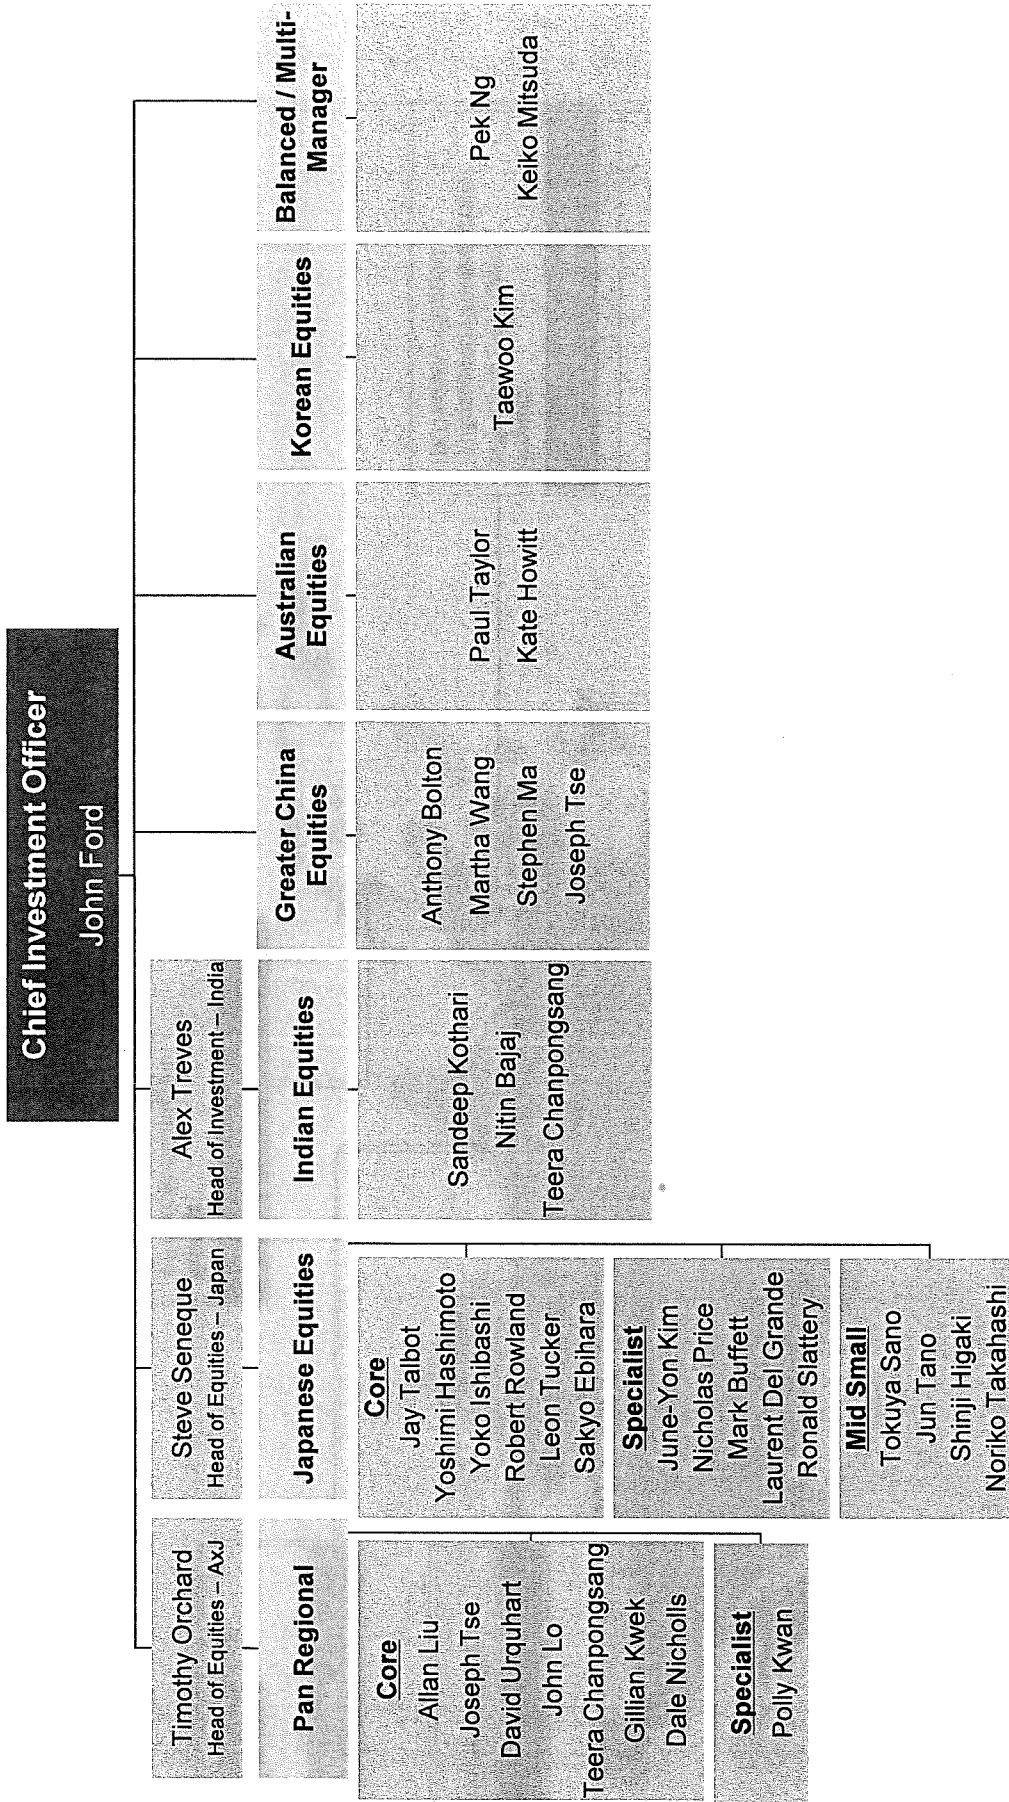 Chief Investment Officer
John Ford
Timothy Orchard
Head of Equities – AxJ
Pan Regional
Core
Allan Liu
Joseph Tse
David Urquhart
John Lo
Teera Chanpongsang
Gillian Kwek
Dale Nicholls
Specialist
Polly Kwan
Steve Seneque
Head of Equities – Japan
Japanese Equities
Core
Jay Talbot
Yoshimi Hashimoto
Yoko Ishibashi
Robert Rowland
Leon Tucker
Sakyo Ebihara
Specialist
June-Yon Kim
Nicholas Price
Mark Buffett
Laurent Del Grande
Ronald Slattery
Mid Small
Tokuya Sano
Jun Tano
Shinji Higaki
Noriko Takahashi
Alex Treves
Head of Investment – India
Indian Equities
Sandeep Kothari
Nitin Bajaj
Teera Chanpongsang
Greater China
Equities
Anthony Bolton
Martha Wang
Stephen Ma
Joseph Tse
Australian
Equities
Paul Taylor
Kate Howitt
Korean Equities
Taewoo Kim
Balanced / Multi-
Manager
Pek Ng
Keiko Mitsuda